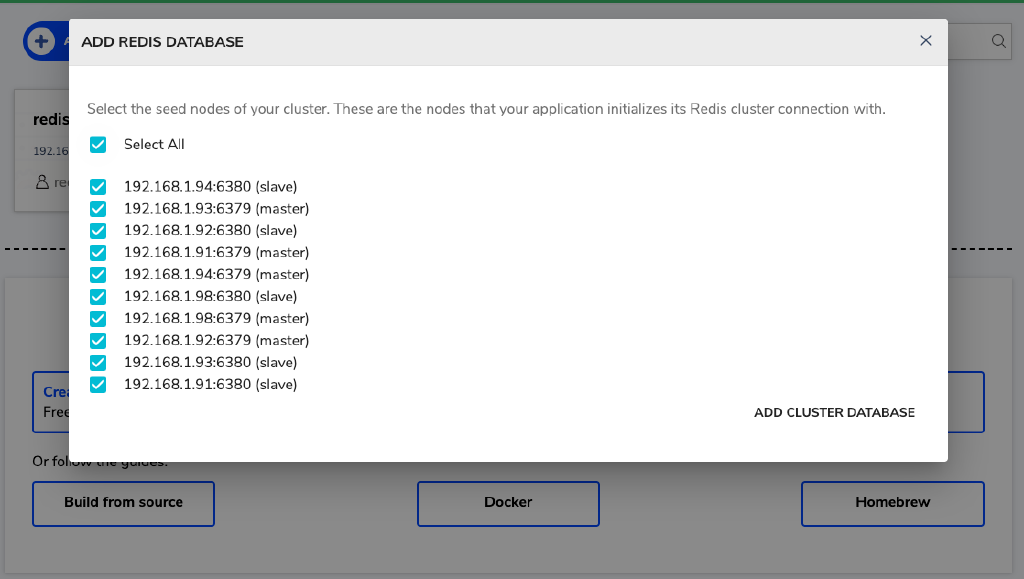 ADD REDIS DATABASE
redis
192.16
Select the seed nodes of your cluster. These are the nodes that your application initializes its Redis cluster connection with.
Select All
192.168.1.94:6380 (slave)
192.168.1.93:6379 (master)
192.168.1.92:6380 (slave)
192.168.1.91:6379 (master)
192.168.1.94:6379 (master)
192.168.1.98:6380 (slave)
192.168.1.98:6379 (master)
192.168.1.92:6379 (master)
192.168.1.93:6380 (slave)
192.168.1.91:6380 (slave)
Free
ADD CLUSTER DATABASE
Or follow the guides:
Build from source
Docker
Homebrew